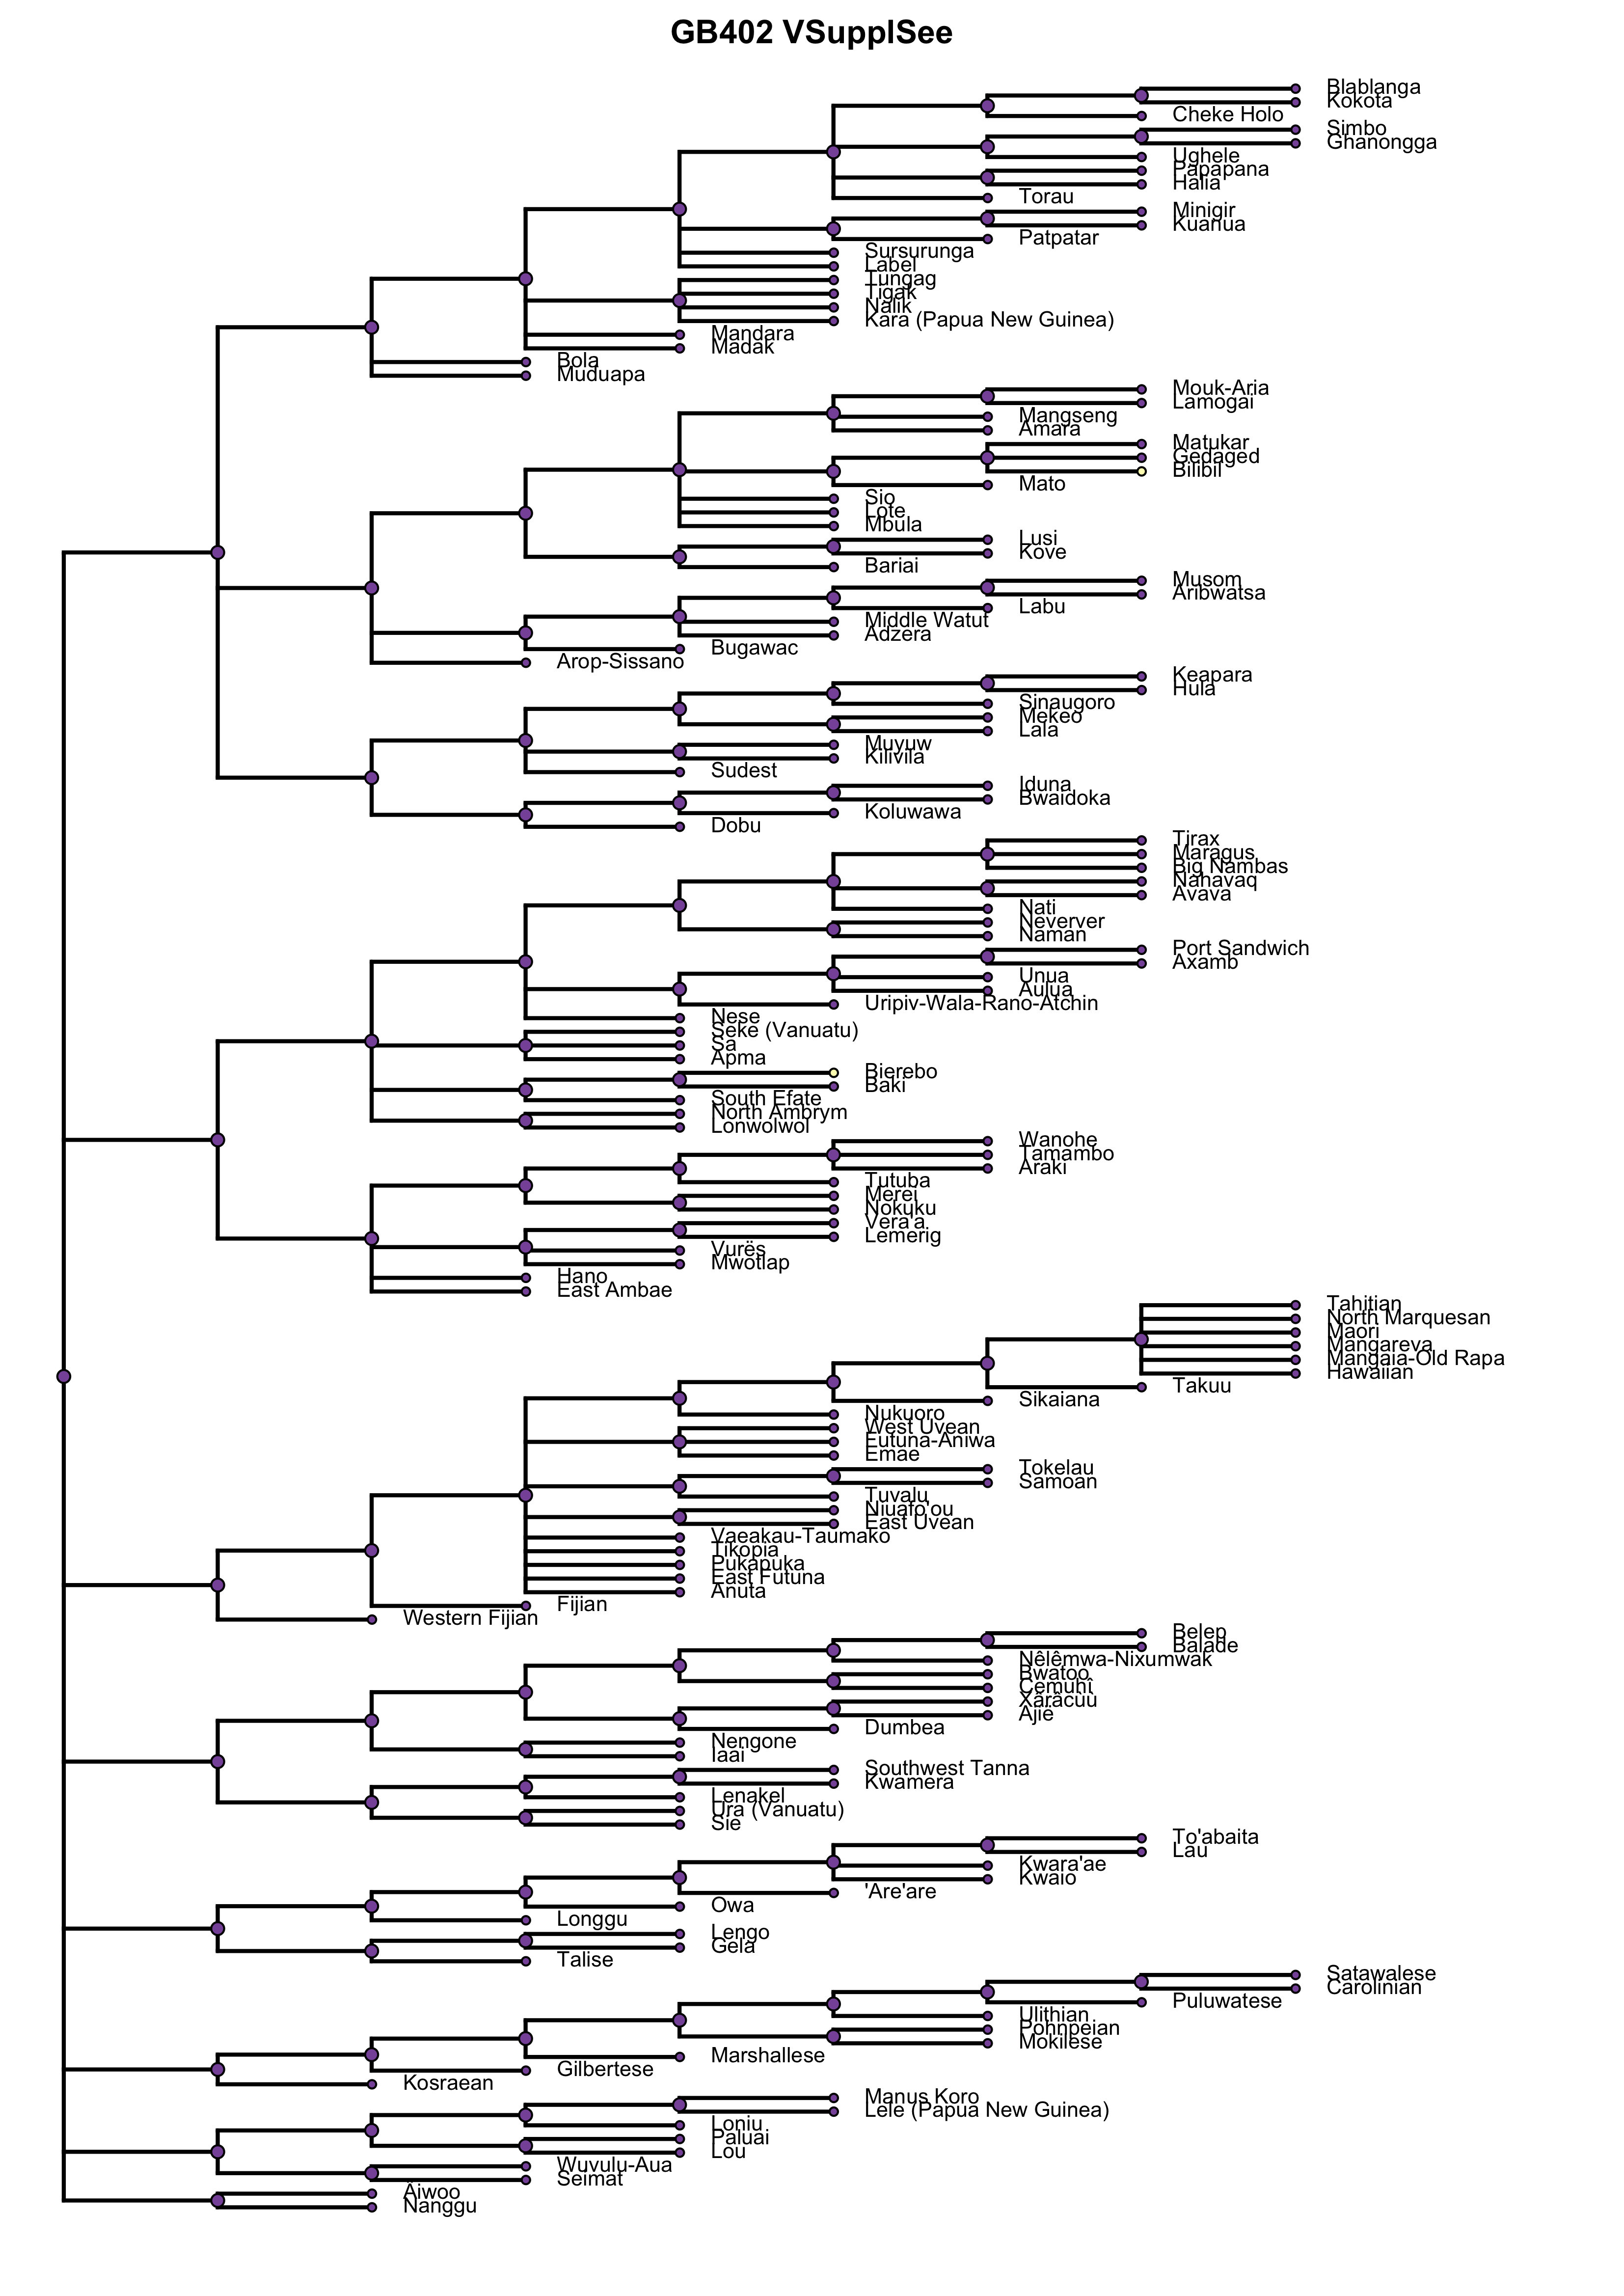 GB402 VSupplSee
Blablanga
Kokota
Cheke Holo
Simbo
Ghanongga
Ughele
Papapana
Halia
Torau
Minigir
Kuanua
Patpatar
Sursurunga
Label
Tungag
Tigak
Nalik
Kara (Papua New Guinea)
Mandara
Madak
Bola
Muduapa
Mouk-Aria
Lamogai
Mangseng
Amara
Matukar
Gedaged
Bilibil
Mato
Sio
Lote
Mbula
Lusi
Kove
Bariai
Musom
Aribwatsa
Labu
Middle Watut
Adzera
Bugawac
Arop-Sissano
Keapara
Hula
Sinaugoro
Mekeo
Lala
Muyuw
Kilivila
Sudest
Iduna
Bwaidoka
Koluwawa
Dobu
Tirax
Maragus
Big Nambas
Nahavaq
Avava
Nati
Neverver
Naman
Port Sandwich
Axamb
Unua
Aulua
Uripiv-Wala-Rano-Atchin
Nese
Seke (Vanuatu)
Sa
Apma
Bierebo
Baki
South Efate
North Ambrym
Lonwolwol
Wanohe
Tamambo
Araki
Tutuba
Merei
Nokuku
Vera'a
Lemerig
Vurës
Mwotlap
Hano
East Ambae
Tahitian
North Marquesan
Maori
Mangareva
Mangaia-Old Rapa
Hawaiian
Takuu
Sikaiana
Nukuoro
West Uvean
Futuna-Aniwa
Emae
Tokelau
Samoan
Tuvalu
Niuafo'ou
East Uvean
Vaeakau-Taumako
Tikopia
Pukapuka
East Futuna
Anuta
Fijian
Western Fijian
Belep
Balade
Nêlêmwa-Nixumwak
Bwatoo
Cemuhî
Xârâcùù
Ajië
Dumbea
Nengone
Iaai
Southwest Tanna
Kwamera
Lenakel
Ura (Vanuatu)
Sie
To'abaita
Lau
Kwara'ae
Kwaio
'Are'are
Owa
Longgu
Lengo
Gela
Talise
Satawalese
Carolinian
Puluwatese
Ulithian
Pohnpeian
Mokilese
Marshallese
Gilbertese
Kosraean
Manus Koro
Lele (Papua New Guinea)
Loniu
Paluai
Lou
Wuvulu-Aua
Seimat
Äiwoo
Nanggu